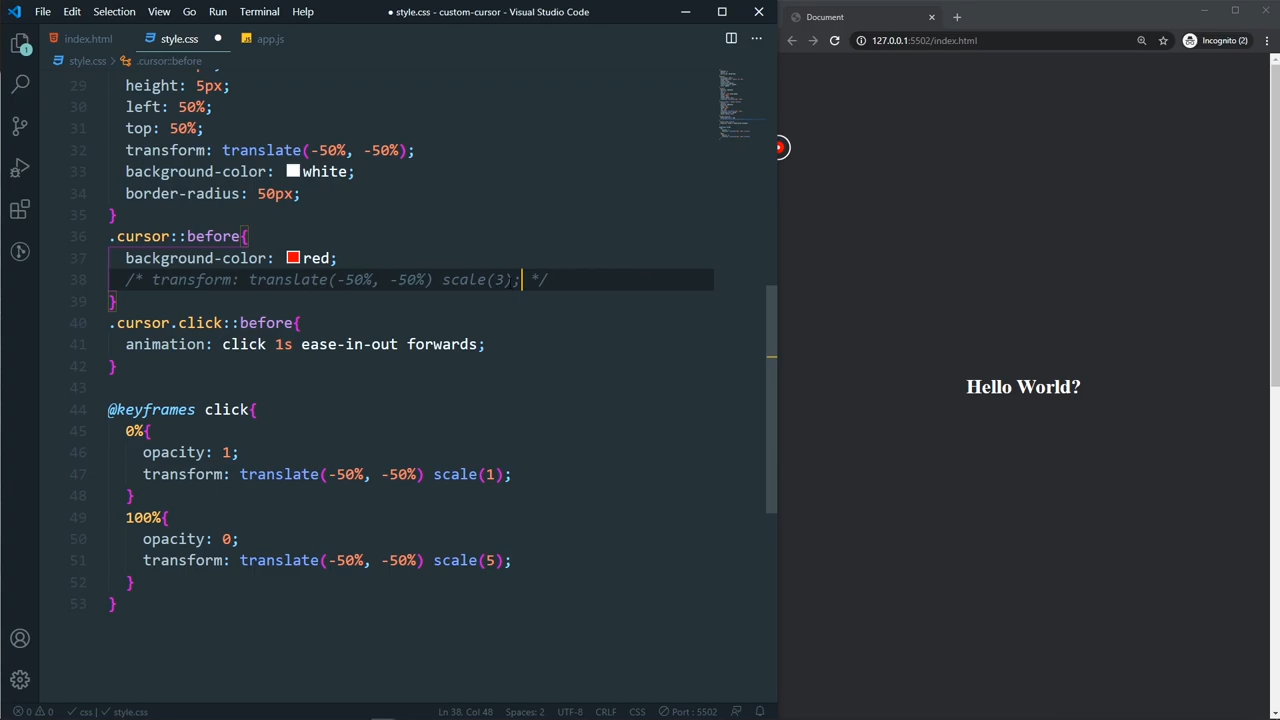 File Edit Selection View Go Run Terminal Help
● style.css - custom-cursor - Visual Studio Code
index.html style.css ● app.js
style.css > .cursor::before
29 height: 5px;
30 left: 50%;
31 top: 50%;
32 transform: translate(-50%, -50%);
33 background-color: white;
34 border-radius: 50px;
35 }
36 .cursor::before{
37 background-color: red;
38 /* transform: translate(-50%, -50%) scale(3); */
39 }
40 .cursor.click::before{
41 animation: click 1s ease-in-out forwards;
42 }
43
44 @keyframes click{
45 0%{
46 opacity: 1;
47 transform: translate(-50%, -50%) scale(1);
48 }
49 100%{
50 opacity: 0;
51 transform: translate(-50%, -50%) scale(5);
52 }
53 }
1
0 0 css style.css Ln 38, Col 48 Spaces: 2 UTF-8 CRLF CSS Port : 5502
Document
127.0.0.1:5502/index.html Incognito (2)
Hello World?